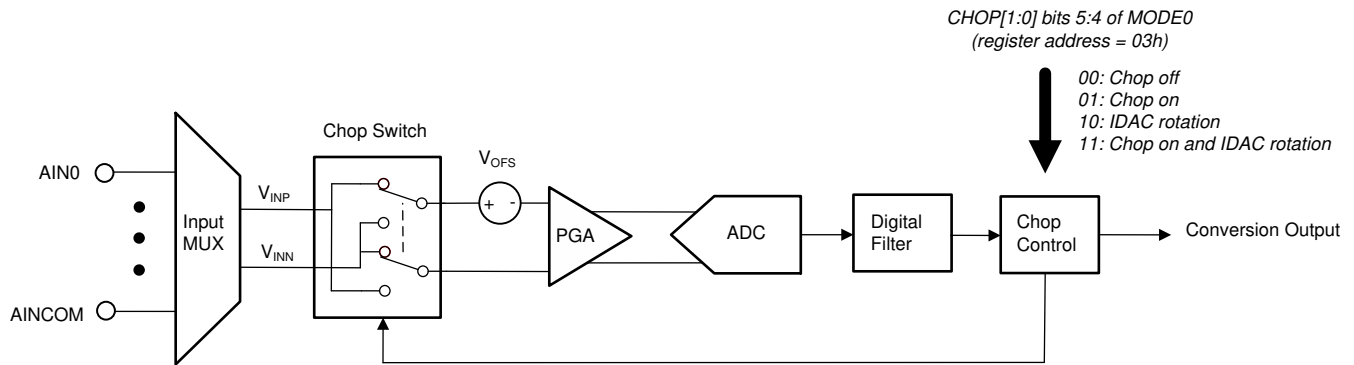 CHOP[1:0] bits 5:4 of MODE0
(register address = 03h)
00: Chop off
01: Chop on
10: IDAC rotation
11: Chop on and IDAC rotation
Chop Switch
VOFS
AIN0
VINP
Input
MUX
VINN
AINCOM
+ -
PGA
ADC
Digital
Filter
Chop
Control
Conversion Output